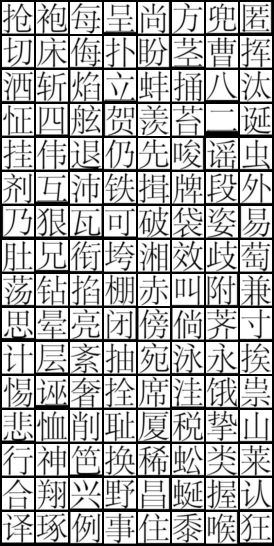 抢袍每呈尚方兜匿
切床侮扑盼茎曹挥
洒斩焰立蚌捅八汰
怔四舷贺羡苔二诞
挂伟退仍先唆谣虫
剂互沛铁揖牌段外
乃狠瓦可破袋姿易
肚兄衔垮湘效歧萄
荡钻掐棚赤叫附兼
思晕亮闭傍倘荠寸
计层紊抽宛泳永挨
惕诬奢拴席洼饿祟
悲恤削耻厦税挚山
行神笆换稀蚣类莱
合翔兴野昌蜒握认
译琢例事住黍喉狂